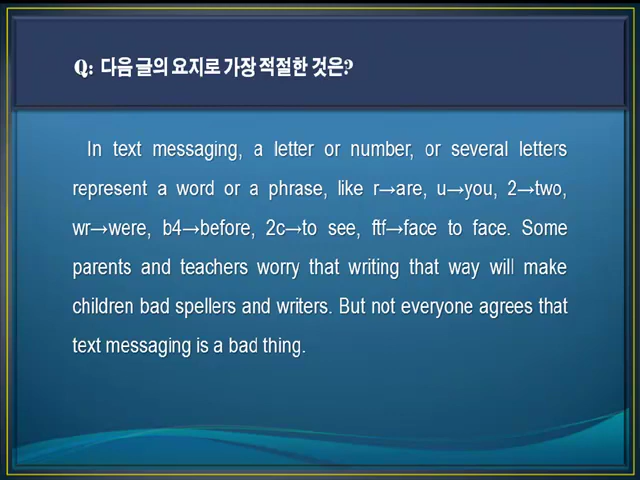 Q: 다음 글의 요지로 가장 적절한 것은?
In text messaging, a letter or number, or several letters
represent a word or a phrase, like r→are, u→you, 2→two,
wr→were, b4→before, 2c→to see, ftf→face to face. Some
parents and teachers worry that writing that way will make
children bad spellers and writers. But not everyone agrees that
text messaging is a bad thing.